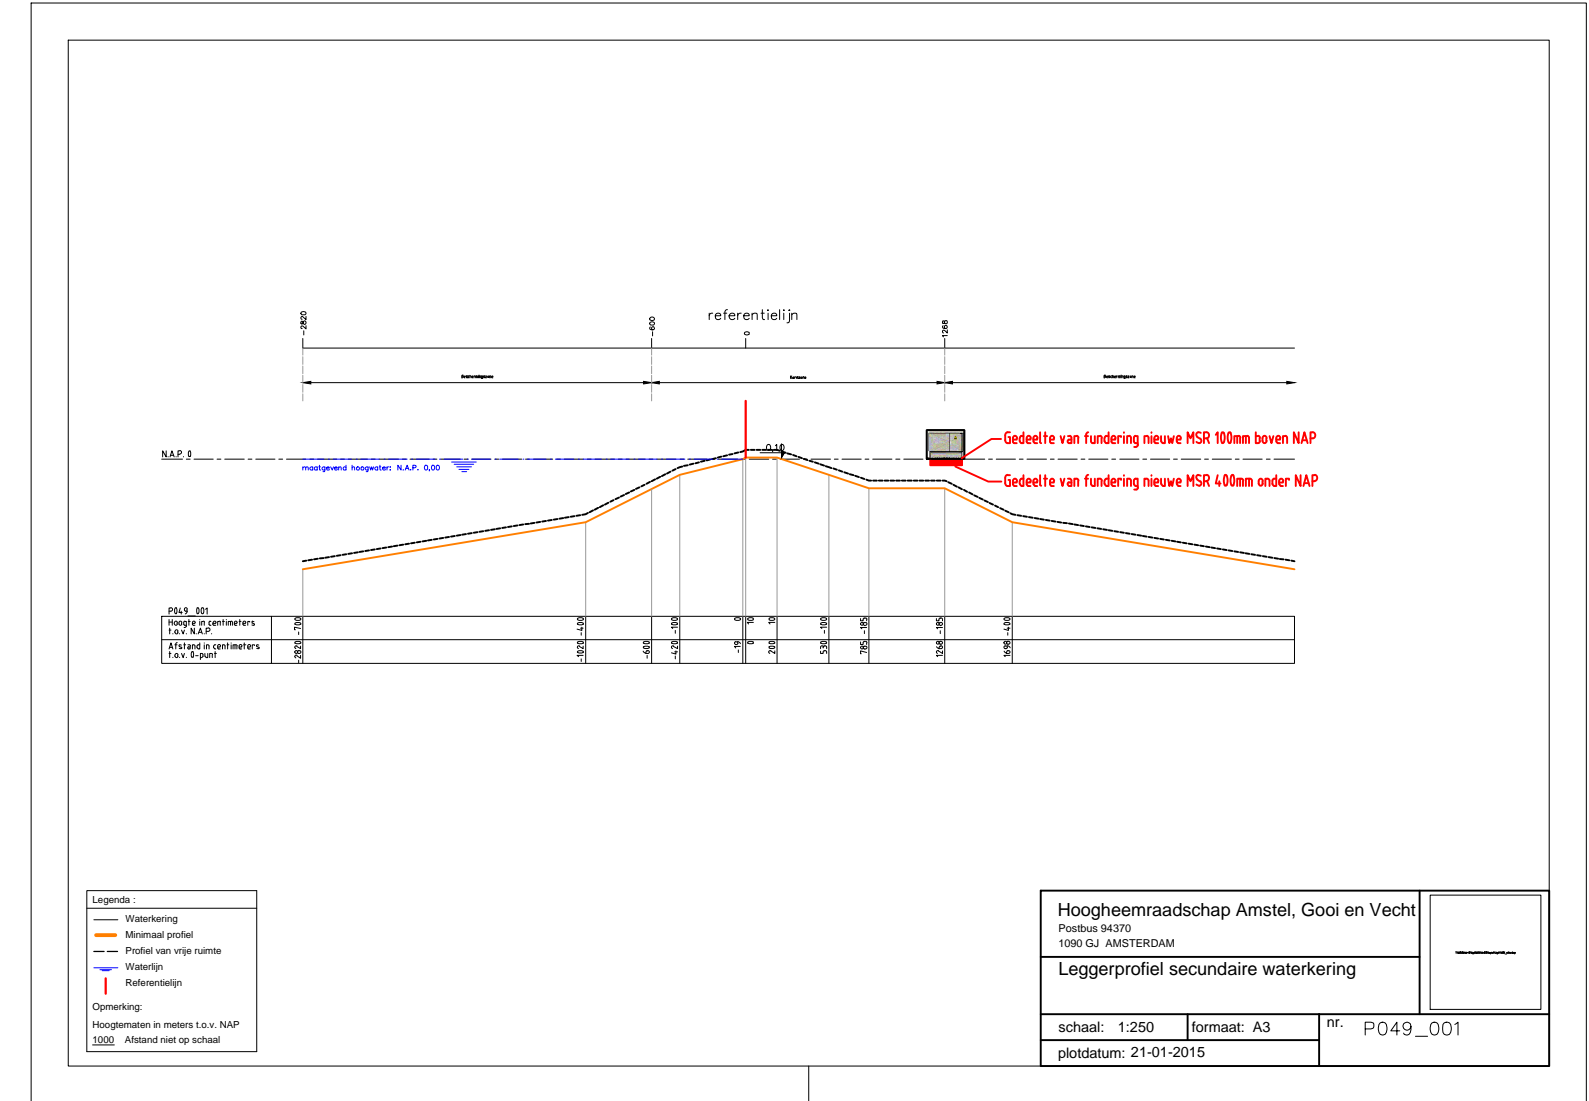 -2820
-600
referentielijn
0
1268
Beschermingszone
Kernzone
Beschermingszone
0,10
N.A.P. 0
maatgevend hoogwater: N.A.P. 0,00
Gedeelte van fundering nieuwe MSR 100mm boven NAP
Gedeelte van fundering nieuwe MSR 400mm onder NAP
P049_001
Hoogte in centimeters
t.o.v. N.A.P.
-700 -400 -100 0 10 10 -100 -185 -185 -400
Afstand in centimeters
t.o.v. 0-punt
-2820 -1020 -600 -420 -19 0 200 530 785 1268 1698
Legenda :
Waterkering
Minimaal profiel
Profiel van vrije ruimte
Waterlijn
Referentielijn
Opmerking:
Hoogtematen in meters t.o.v. NAP
1000 Afstand niet op schaal
Hoogheemraadschap Amstel, Gooi en Vecht
Postbus 94370
1090 GJ AMSTERDAM
Leggerprofiel secundaire waterkering
schaal: 1:250
formaat: A3
nr. P049_001
plotdatum: 21-01-2015